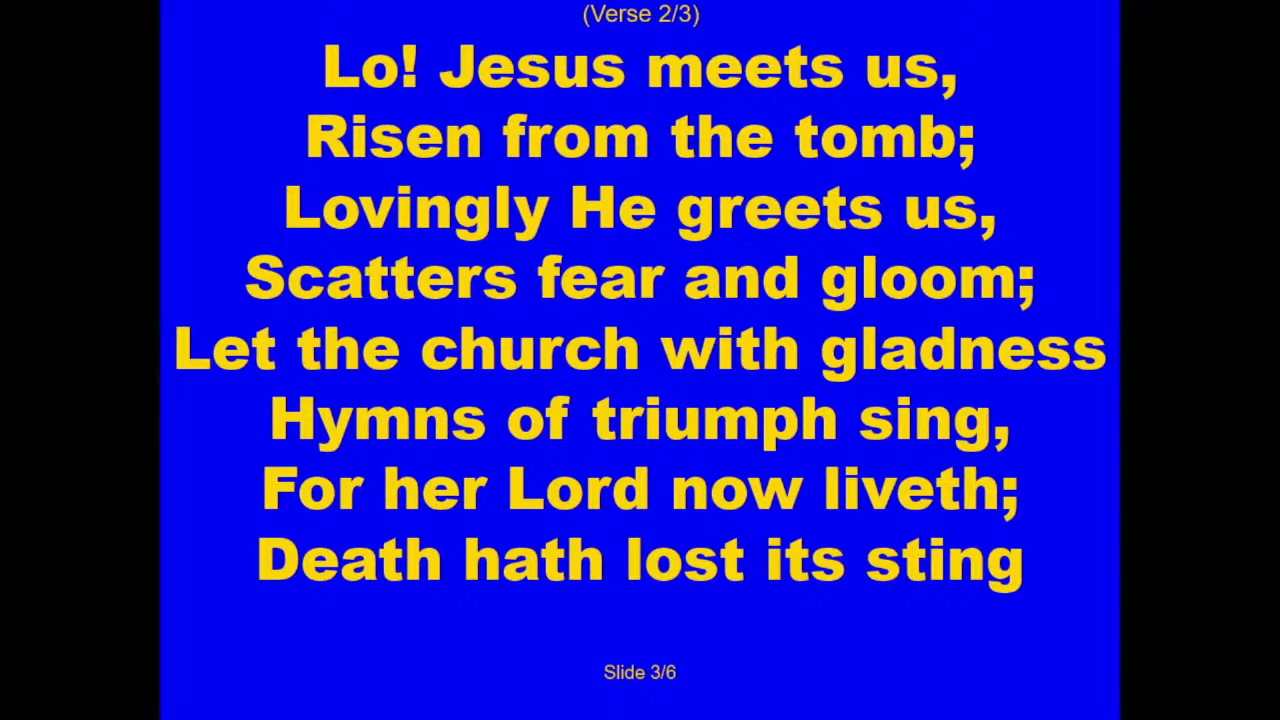 (Verse 2/3)
Lo! Jesus meets us,
Risen from the tomb;
Lovingly He greets us,
Scatters fear and gloom;
Let the church with gladness
Hymns of triumph sing,
For her Lord now liveth;
Death hath lost its sting
Slide 3/6